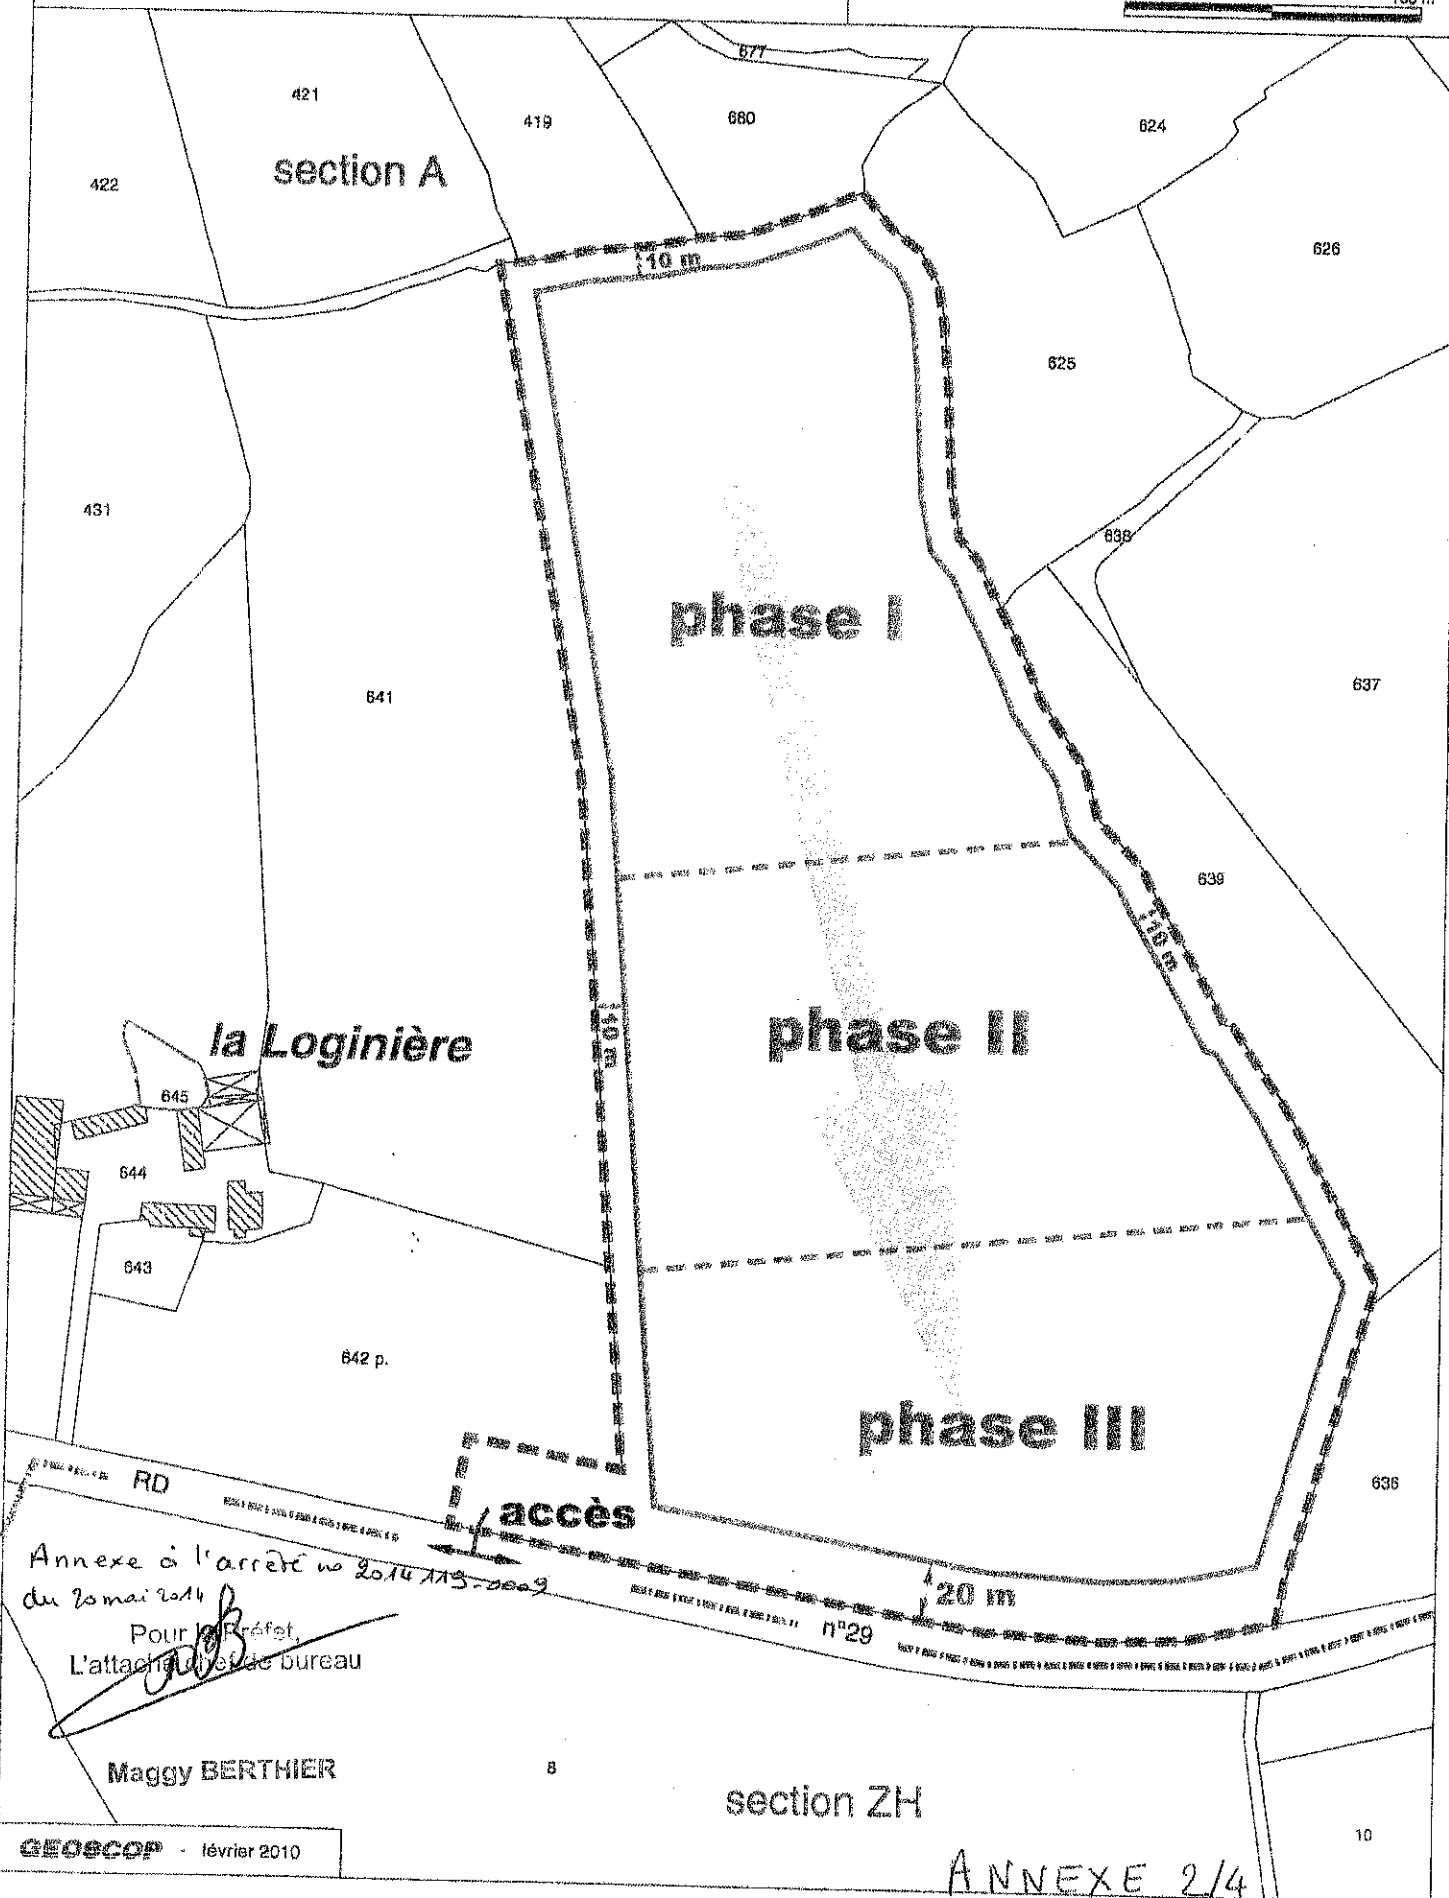 100 m
677
421
419
680
624
section A
422
626
10 m
625
431
638
phase I
641
637
639
10 m
phase II
10 m
la Loginière
645
644
643
642 p.
phase III
636
RD
accès
Annexe à l'arrêté no 2014119-0009
du 20 mai 2014
20 m
n°29
Pour le Préfet,
L'attaché chef de bureau
Maggy BERTHIER
8
section ZH
10
GEOSCOP - février 2010
ANNEXE 2/4